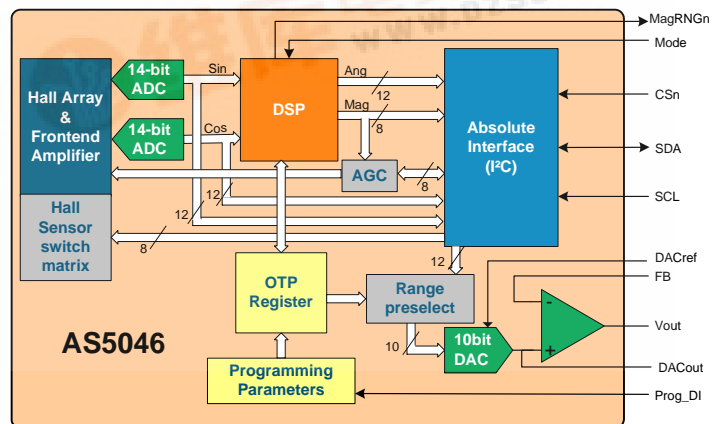 MagRNGn
Mode
14-bit
ADC
Sin
Ang
12
Hall Array
&
Frontend
Amplifier
DSP
CSn
14-bit
ADC
Cos
Mag
8
Absolute
Interface
(I²C)
SDA
AGC
8
SCL
12
12
Hall
Sensor
switch
matrix
8
12
DACref
FB
OTP
Register
Range
preselect
-
Vout
+
10
10bit
DAC
AS5046
DACout
Programming
Parameters
Prog_DI